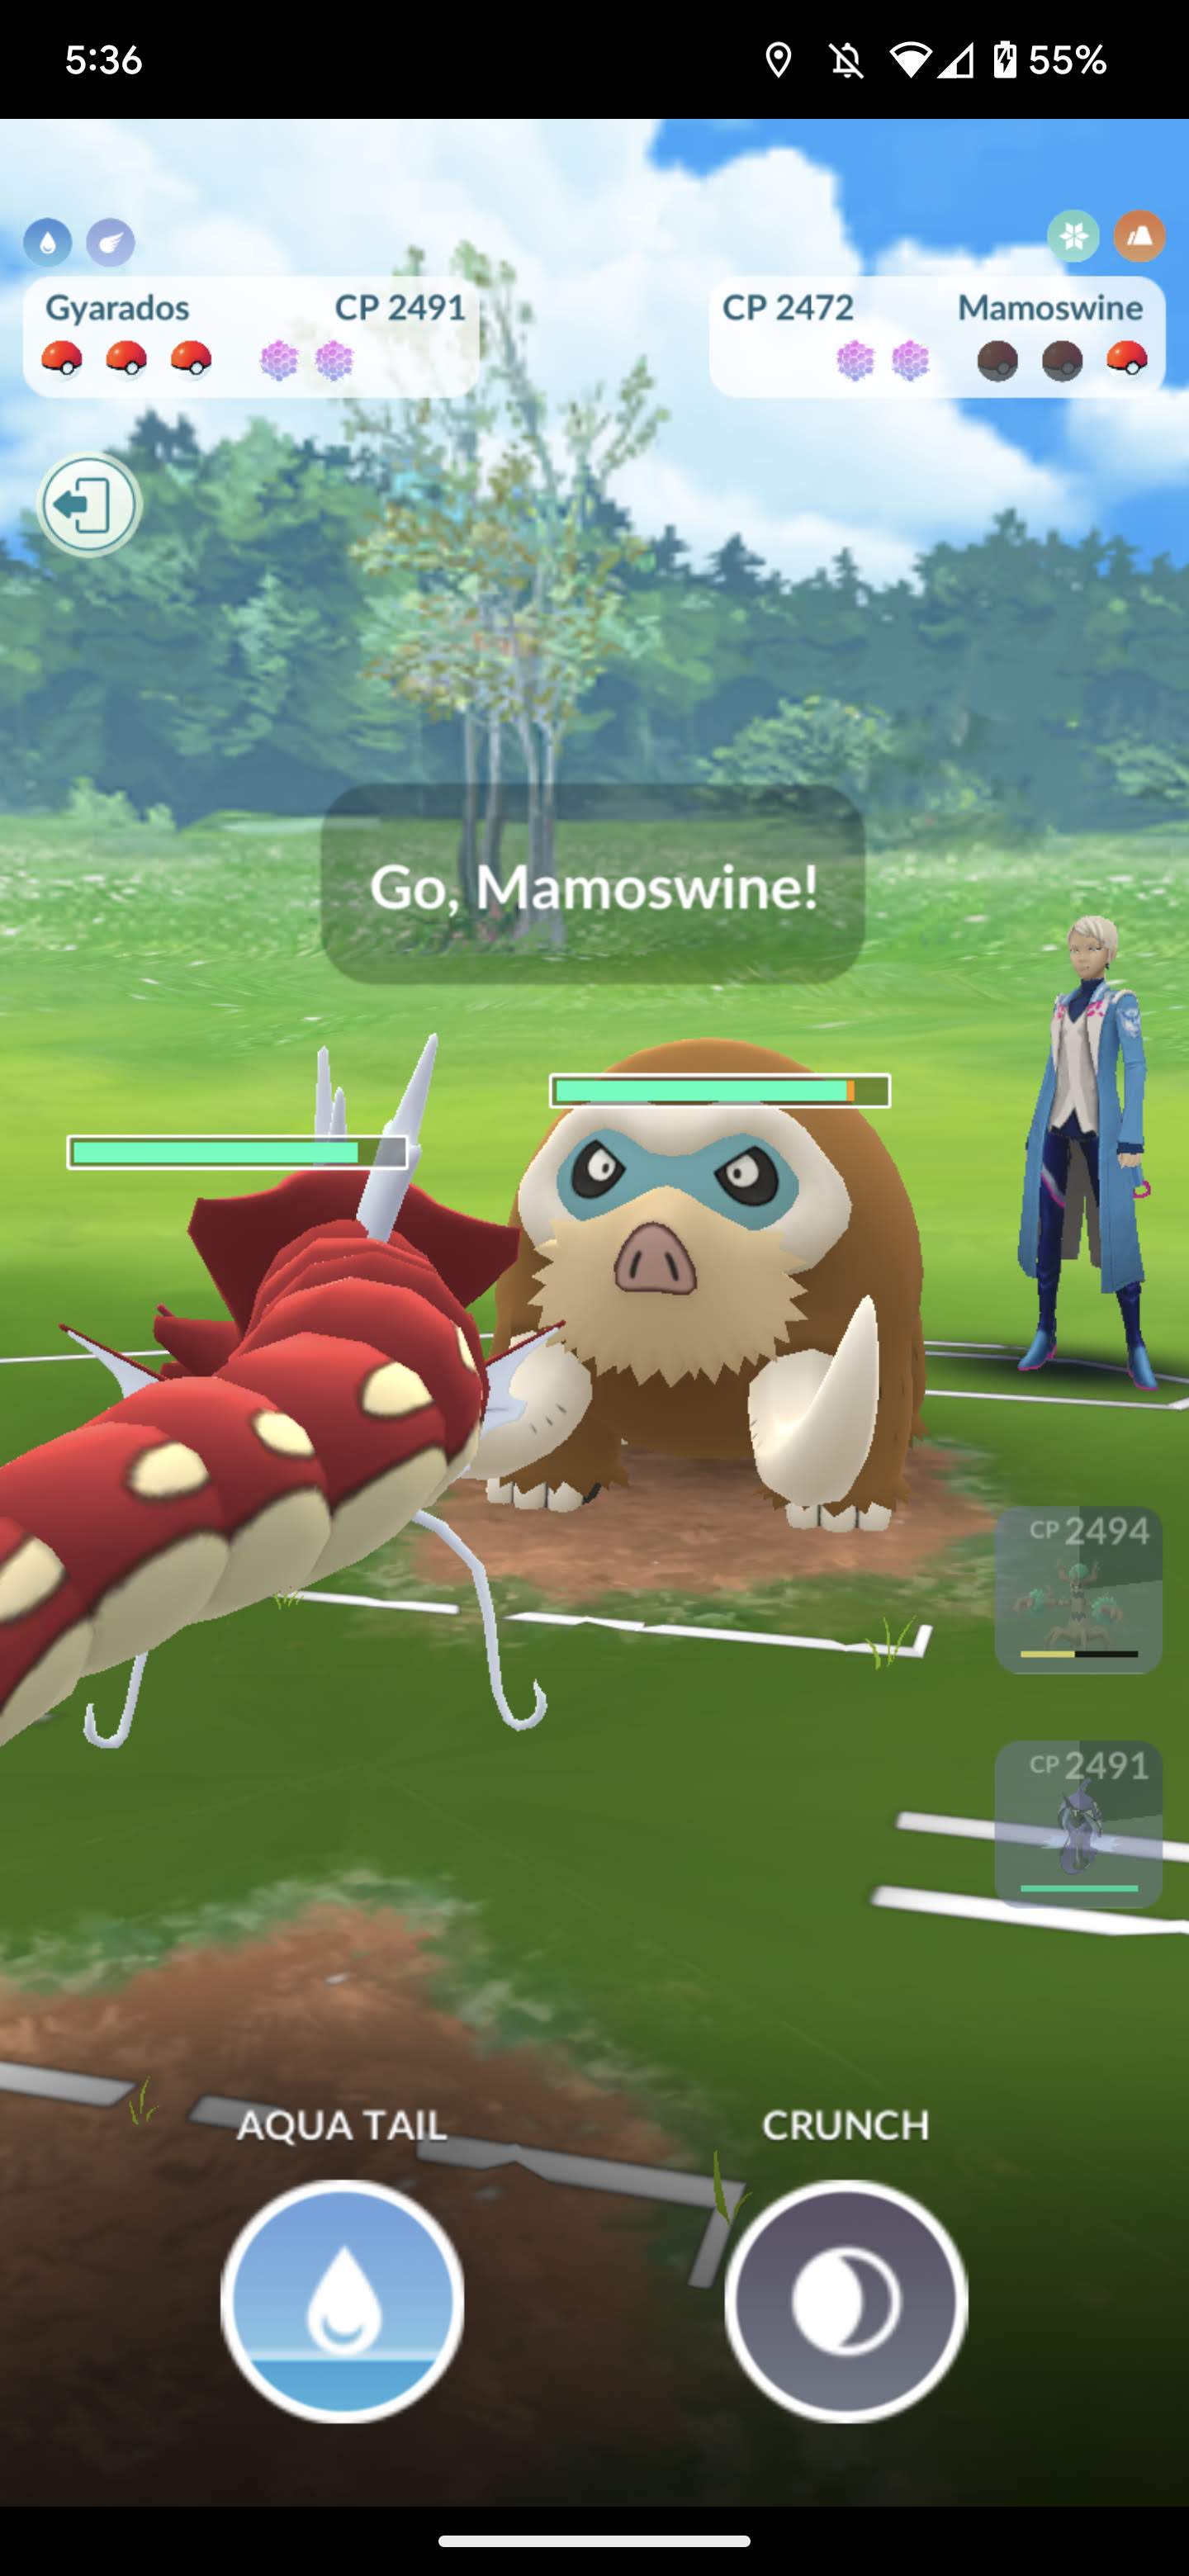 5:36
55%
Gyarados CP 2491
CP 2472 Mamoswine
Go, Mamoswine!
CP 2494
CP 2491
AQUA TAIL
CRUNCH